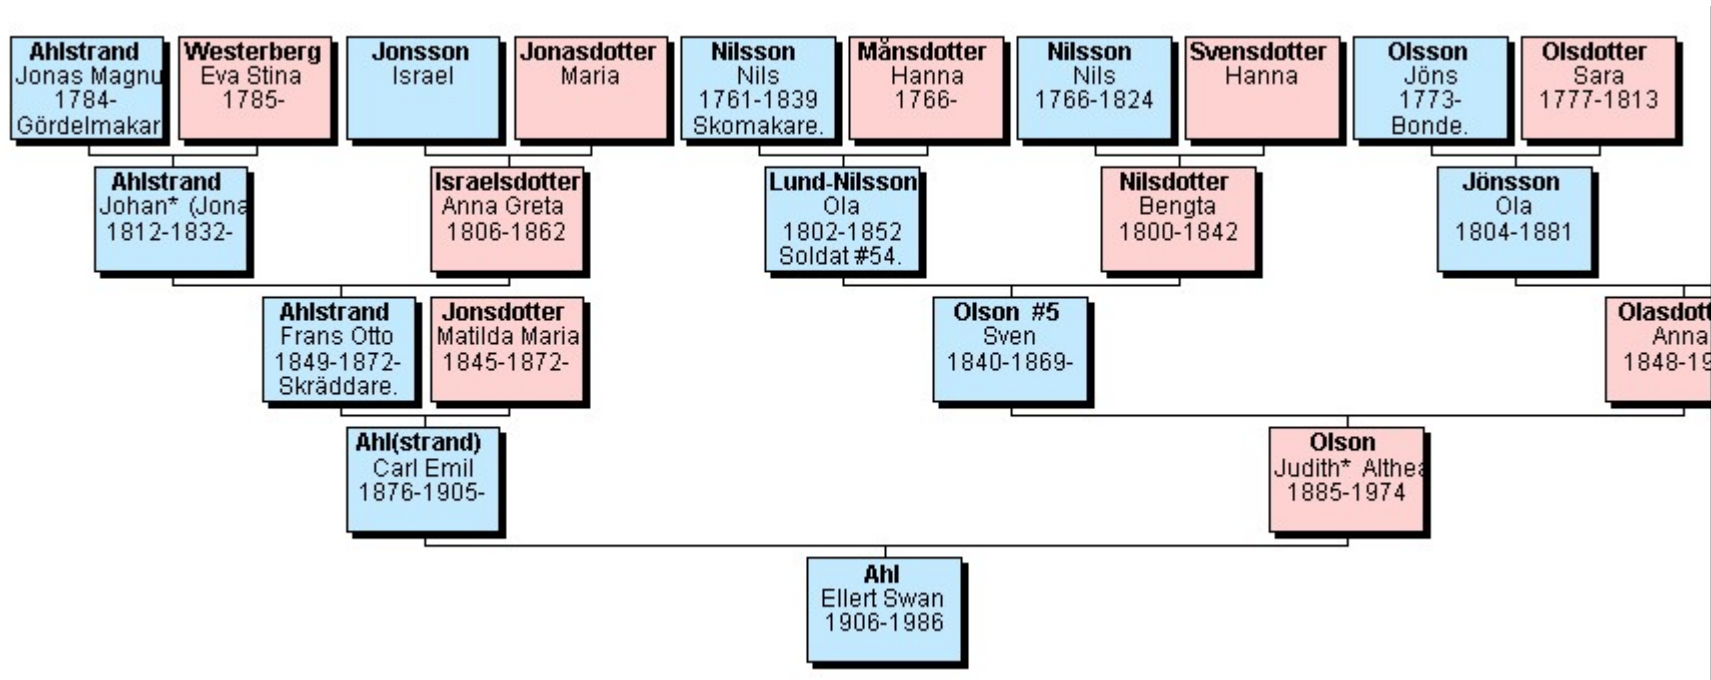 Ahlstrand
Jonas Magnu
1784-
Gördelmakar
Westerberg
Eva Stina
1785-
Jonsson
Israel
Jonasdotter
Maria
Nilsson
Nils
1761-1839
Skomakare.
Månsdotter
Hanna
1766-
Nilsson
Nils
1766-1824
Svensdotter
Hanna
Olsson
Jöns
1773-
Bonde.
Olsdotter
Sara
1777-1813
Ahlstrand
Johan* (Jona
1812-1832-
Israelsdotter
Anna Greta
1806-1862
Lund-Nilsson
Ola
1802-1852
Soldat #54.
Nilsdotter
Bengta
1800-1842
Jönsson
Ola
1804-1881
Ahlstrand
Frans Otto
1849-1872-
Skräddare.
Jonsdotter
Matilda Maria
1845-1872-
Olson #5
Sven
1840-1869-
Olasdott
Anna
1848-19
Ahl(strand)
Carl Emil
1876-1905-
Olson
Judith* Althea
1885-1974
Ahl
Ellert Swan
1906-1986